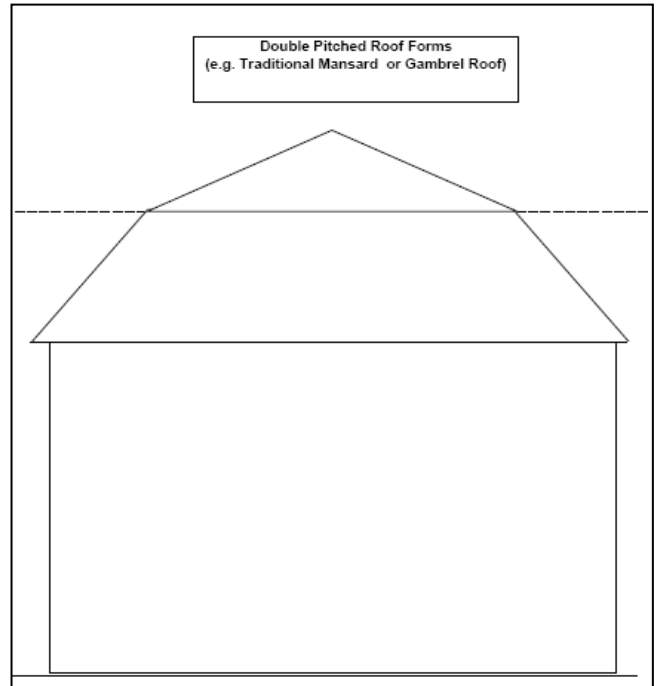 Double Pitched Roof Forms
(e.g. Traditional Mansard or Gambrel Roof)